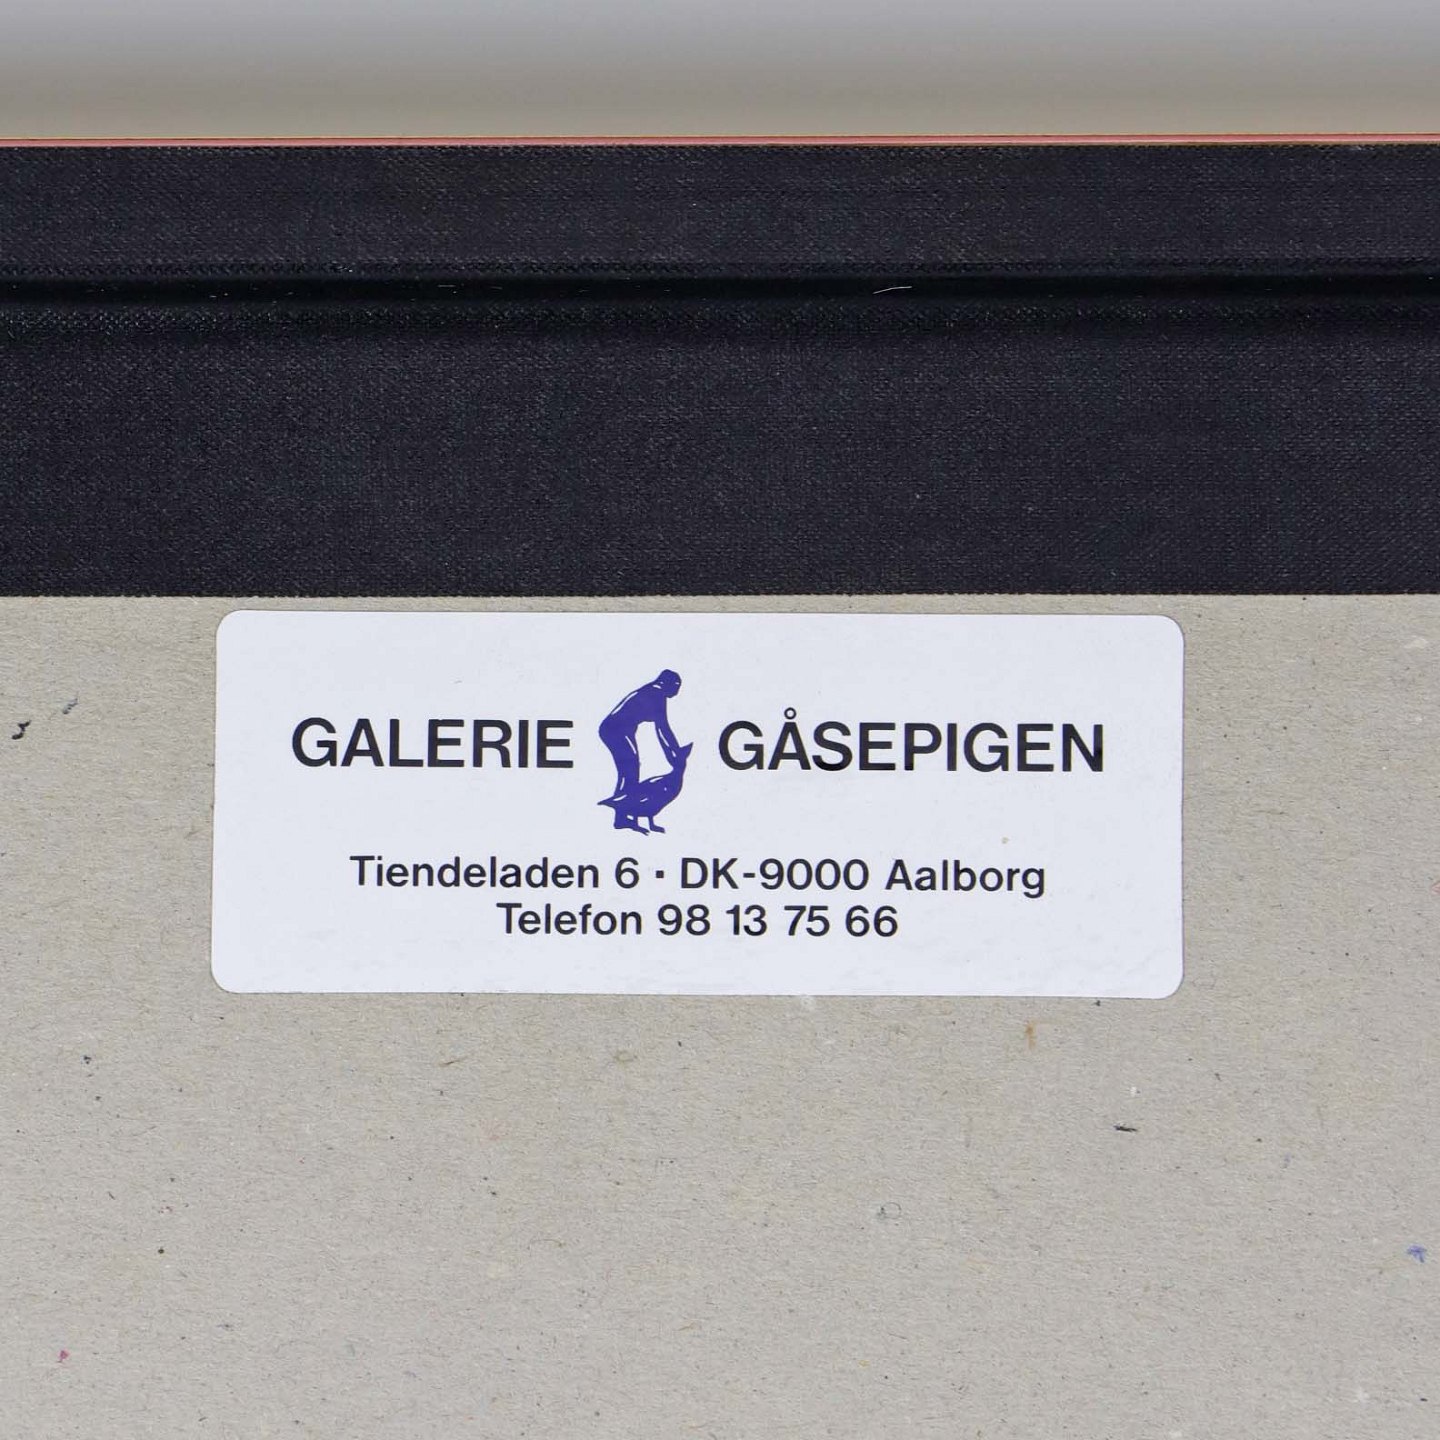 GALERIE GÅSEPIGEN
Tiendeladen 6 · DK-9000 Aalborg
Telefon 98 13 75 66